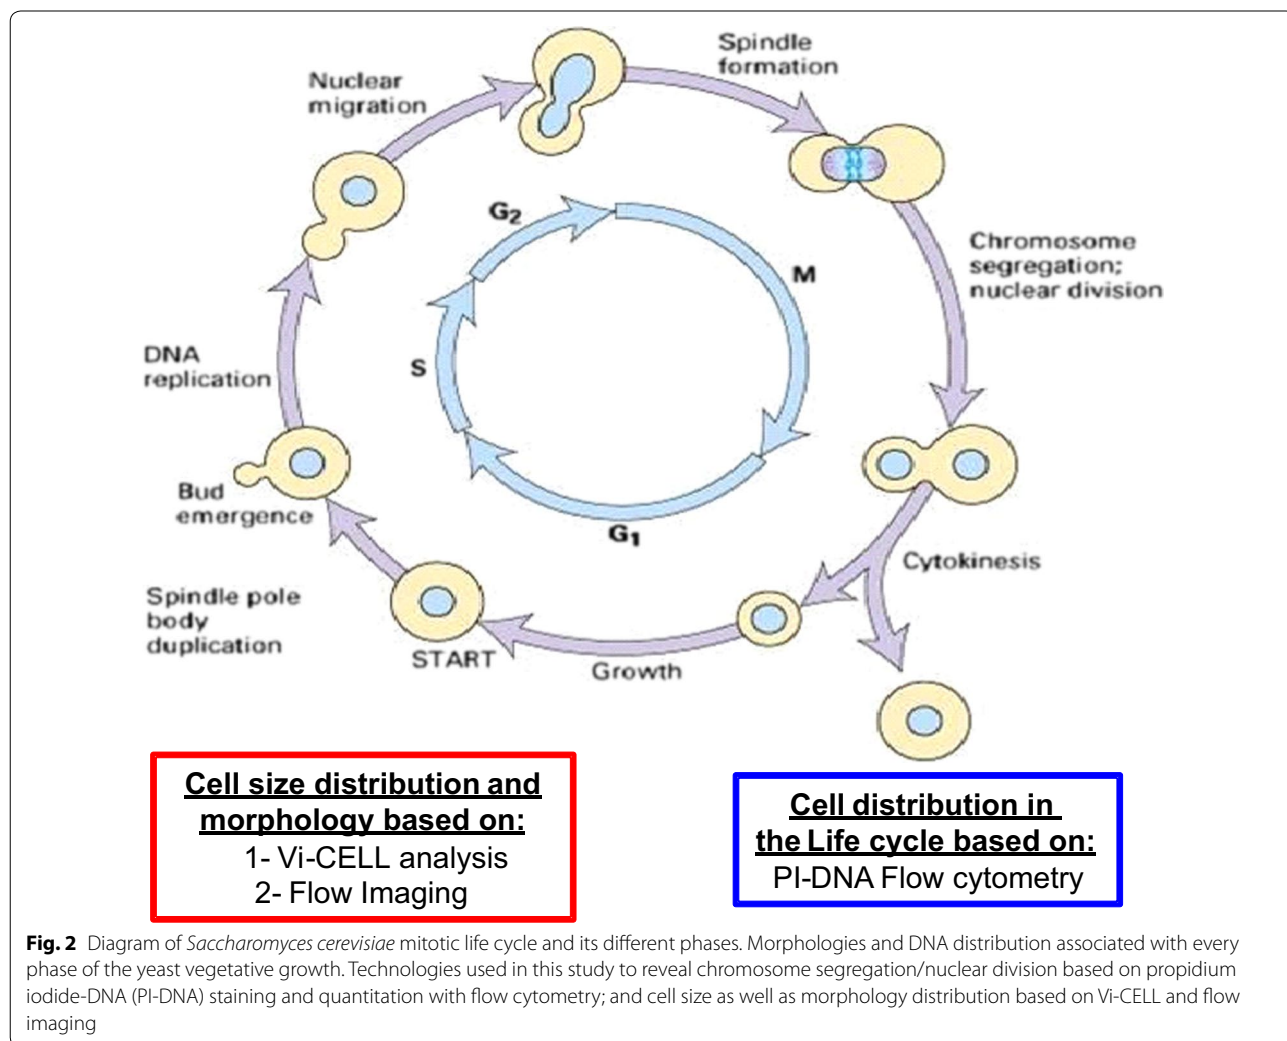 Spindle
formation
Nuclear
migration
G2
Chromosome
segregation;
nuclear division
M
DNA
replication
S
Bud
emergence
G1
Cytokinesis
Spindle pole
body
duplication
START
Growth
Cell size distribution and
morphology based on:
1- Vi-CELL analysis
2- Flow Imaging
Cell distribution in
the Life cycle based on:
PI-DNA Flow cytometry
Fig. 2 Diagram of Saccharomyces cerevisiae mitotic life cycle and its different phases. Morphologies and DNA distribution associated with every
phase of the yeast vegetative growth. Technologies used in this study to reveal chromosome segregation/nuclear division based on propidium
iodide-DNA (PI-DNA) staining and quantitation with flow cytometry; and cell size as well as morphology distribution based on Vi-CELL and flow
imaging